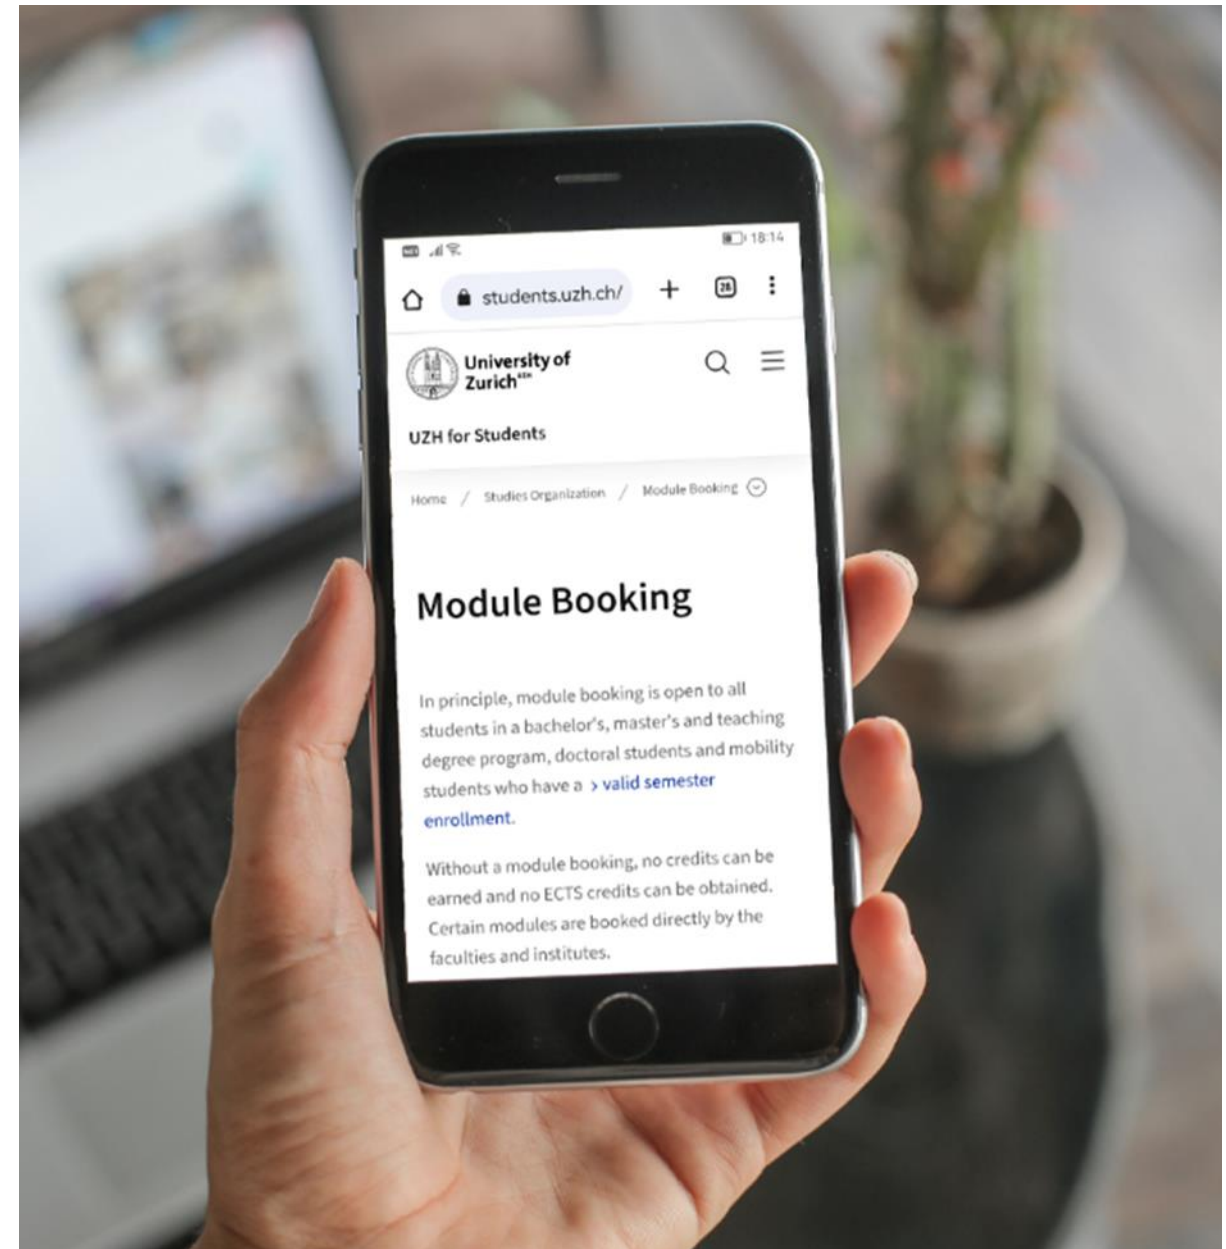 18:14
students.uzh.ch/
28
University of
Zurich
UZH for Students
Home / Studies Organization / Module Booking
Module Booking
In principle, module booking is open to all
students in a bachelor's, master's and teaching
degree program, doctoral students and mobility
students who have a > valid semester
enrollment.
Without a module booking, no credits can be
earned and no ECTS credits can be obtained.
Certain modules are booked directly by the
faculties and institutes.